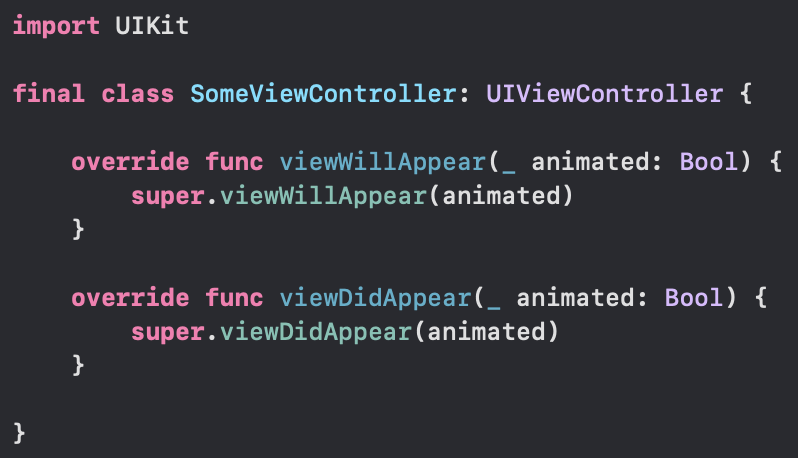 import UIKit
final class SomeViewController: UIViewController {
override func viewWillAppear(_ animated: Bool) {
super.viewWillAppear(animated)
}
override func viewDidAppear(_ animated: Bool) {
super.viewDidAppear(animated)
}
}